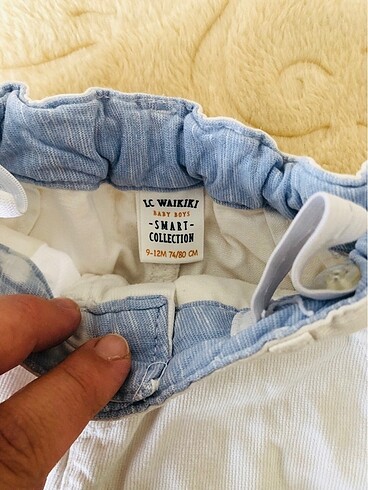 LC WAIKIKI
BABY BOYS
-SMART-
COLLECTION
9-12M 74/80 CM